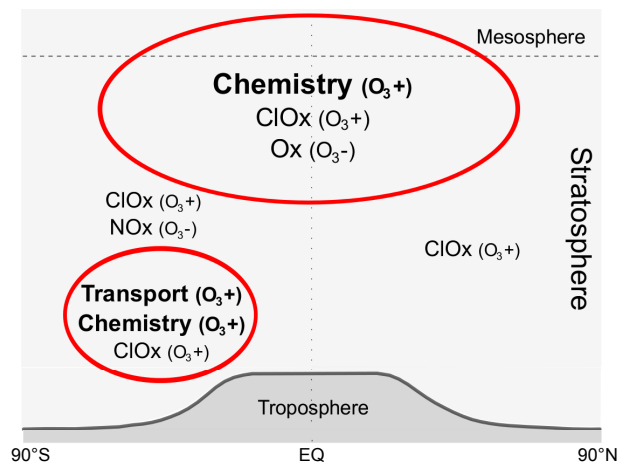 Mesosphere
Chemistry (O₃+)
ClOx (O₃+)
Ox (O₃-)
Stratosphere
ClOx (O₃+)
NOx (O₃-)
ClOx (O₃+)
Transport (O₃+)
Chemistry (O₃+)
ClOx (O₃+)
Troposphere
90°S EQ 90°N